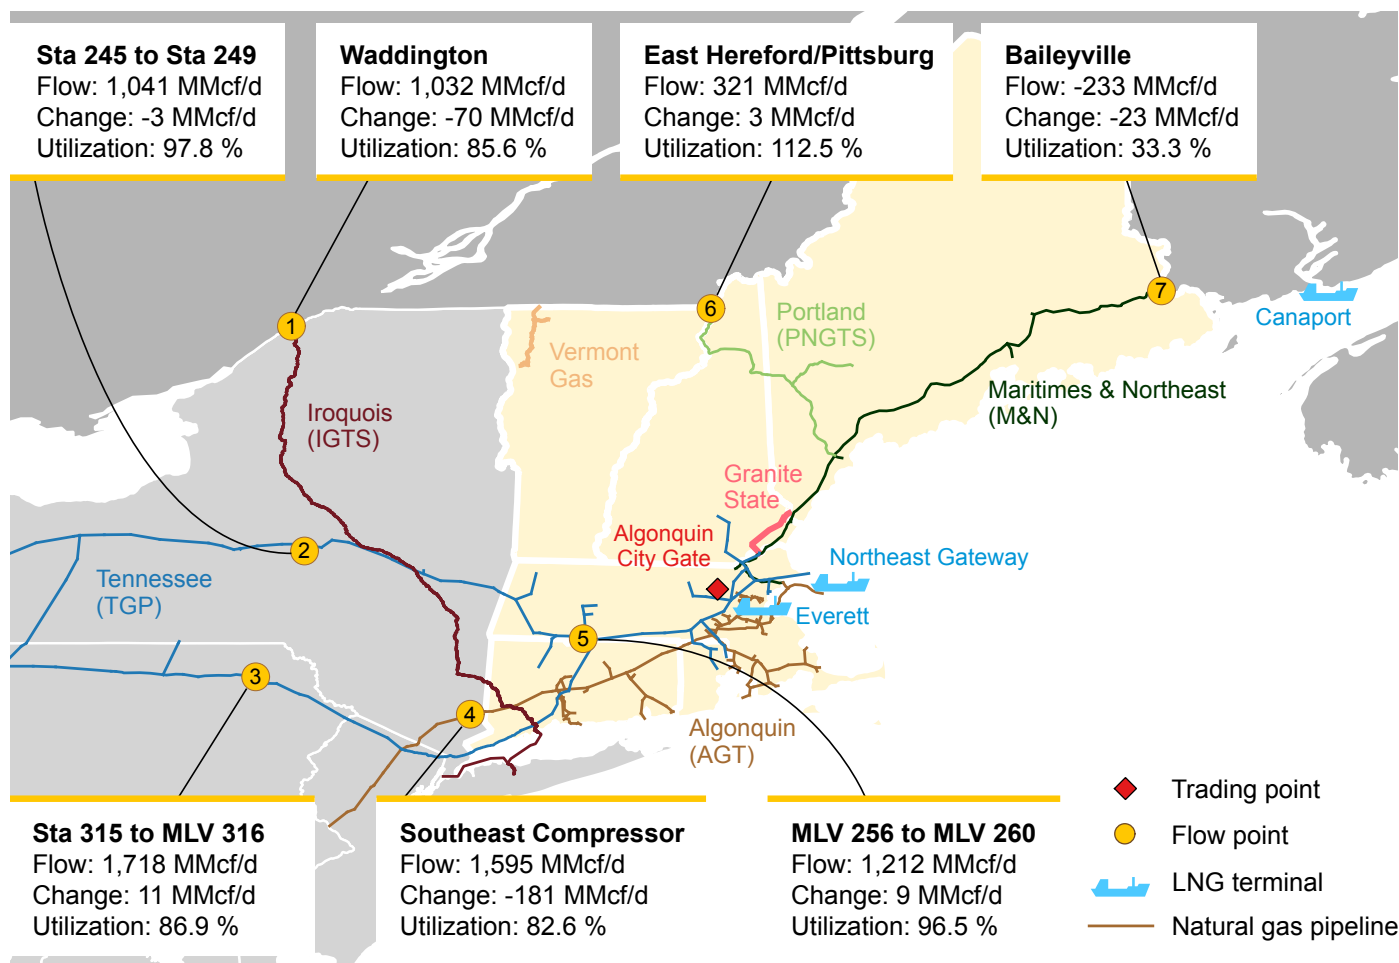 Sta 245 to Sta 249
Flow: 1,041 MMcf/d
Change: -3 MMcf/d
Utilization: 97.8 %
Waddington
Flow: 1,032 MMcf/d
Change: -70 MMcf/d
Utilization: 85.6 %
East Hereford/Pittsburg
Flow: 321 MMcf/d
Change: 3 MMcf/d
Utilization: 112.5 %
Baileyville
Flow: -233 MMcf/d
Change: -23 MMcf/d
Utilization: 33.3 %
7
6
1
Canaport
Portland
(PNGTS)
Vermont
Gas
Maritimes & Northeast
(M&N)
Iroquois
(IGTS)
Granite
State
Algonquin
City Gate
2
Northeast Gateway
Tennessee
(TGP)
Everett
5
3
4
Algonquin
(AGT)
Sta 315 to MLV 316
Flow: 1,718 MMcf/d
Change: 11 MMcf/d
Utilization: 86.9 %
Southeast Compressor
Flow: 1,595 MMcf/d
Change: -181 MMcf/d
Utilization: 82.6 %
MLV 256 to MLV 260
Flow: 1,212 MMcf/d
Change: 9 MMcf/d
Utilization: 96.5 %
Trading point
Flow point
LNG terminal
Natural gas pipeline